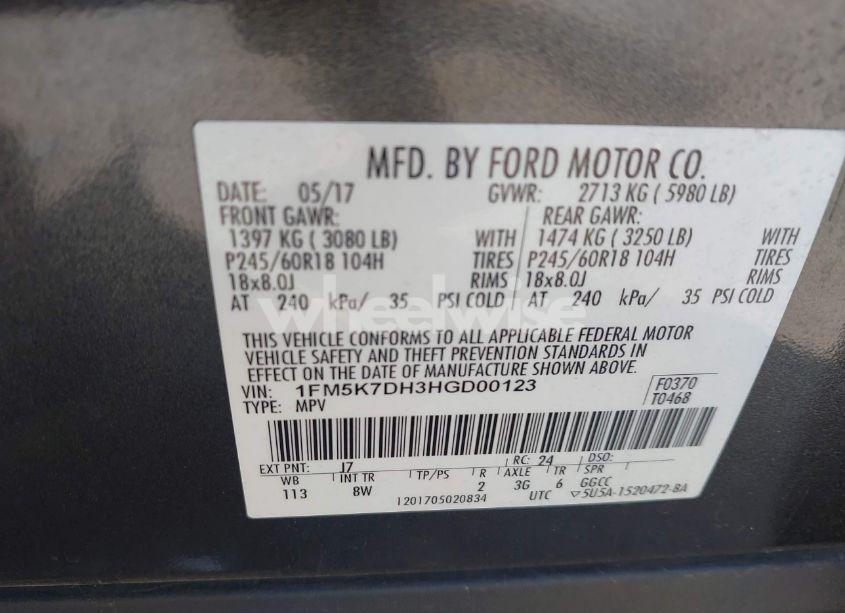 MFD. BY FORD MOTOR CO.
DATE: 05/17 GVWR: 2713 KG ( 5980 LB)
FRONT GAWR: REAR GAWR:
1397 KG ( 3080 LB) WITH 1474 KG ( 3250 LB) WITH
P245/60R18 104H TIRES P245/60R18 104H TIRES
18x8.0J RIMS 18x8.0J RIMS
AT 240 kPa/ 35 PSI COLD AT 240 kPa/ 35 PSI COLD
wheelwise
THIS VEHICLE CONFORMS TO ALL APPLICABLE FEDERAL MOTOR
VEHICLE SAFETY AND THEFT PREVENTION STANDARDS IN
EFFECT ON THE DATE OF MANUFACTURE SHOWN ABOVE.
VIN: 1FM5K7DH3HGD00123 F0370
TYPE: MPV T0468
EXT PNT: J7 RC: 24 DSO:
WB INT TR TP/PS R AXLE TR SPR
113 8W 2 3G 6 GGCC
1201705020834 UTC ▽5U5A-1520472-BA